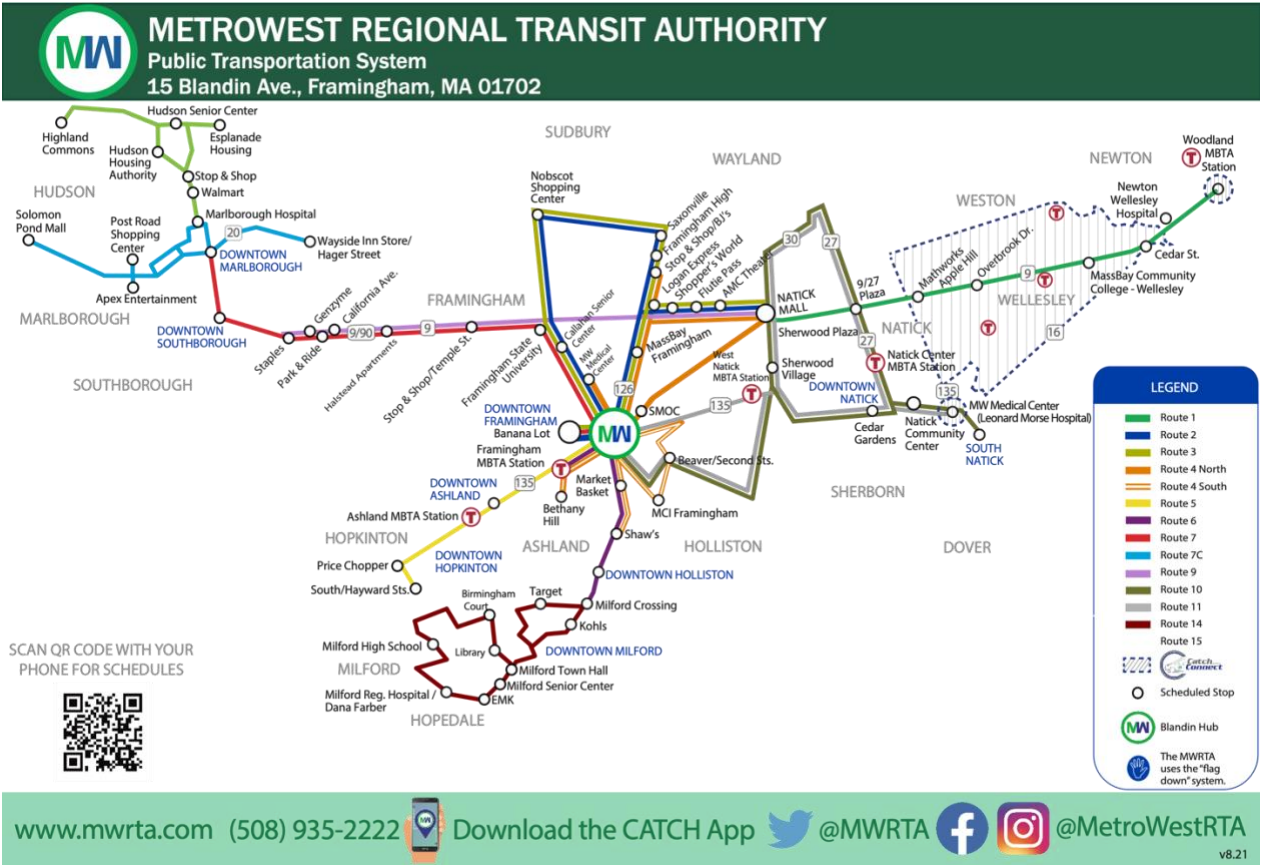 MW
METROWEST REGIONAL TRANSIT AUTHORITY
Public Transportation System
15 Blandin Ave., Framingham, MA 01702
Highland
Commons
Hudson Senior Center
Esplanade
Housing
Hudson
Housing
Authority
Stop & Shop
Walmart
HUDSON
Solomon
Pond Mall
Post Road
Shopping
Center
Marlborough Hospital
20
Wayside Inn Store/
Hager Street
DOWNTOWN
MARLBOROUGH
Apex Entertainment
MARLBOROUGH
DOWNTOWN
SOUTHBOROUGH
SOUTHBOROUGH
Staples
Genzyme
Park & Ride
California Ave.
9/90
Halstead Apartments
9
Stop & Shop/Temple St.
FRAMINGHAM
Framingham State
University
SUDBURY
Nobscot
Shopping
Center
Callahan Senior
Center
MW
Medical
Center
WAYLAND
Saxonville
Framingham High
Stop & Shop/BJ's
Logan Express
Shopper's World
Flutie Pass
AMC Theater
MassBay
Framingham
126
30
27
NATICK
MALL
Sherwood Plaza
9/27
Plaza
NATICK
27
Mathworks
Apple Hill
Overbrook Dr.
9
WESTON
T
T
T
WELLESLEY
16
MassBay Community
College - Wellesley
Cedar St.
Newton
Wellesley
Hospital
NEWTON
Woodland
MBTA
Station
T
West
Natick
MBTA Station
T
Sherwood
Village
135
DOWNTOWN
NATICK
T
Natick Center
MBTA Station
135
MW Medical Center
(Leonard Morse Hospital)
Cedar
Gardens
Natick
Community
Center
SOUTH
NATICK
SMOC
DOWNTOWN
FRAMINGHAM
Banana Lot
MW
Framingham
MBTA Station
T
135
DOWNTOWN
ASHLAND
Ashland MBTA Station
T
Bethany
Hill
Market
Basket
Beaver/Second Sts.
MCI Framingham
Shaw's
SHERBORN
HOPKINTON
DOWNTOWN
HOPKINTON
ASHLAND
HOLLISTON
DOVER
Price Chopper
South/Hayward Sts.
DOWNTOWN HOLLISTON
Birmingham
Court
Target
Milford Crossing
Kohls
Milford High School
Library
DOWNTOWN MILFORD
MILFORD
Milford Town Hall
Milford Senior Center
Milford Reg. Hospital /
Dana Farber
EMK
HOPEDALE
SCAN QR CODE WITH YOUR
PHONE FOR SCHEDULES
LEGEND
Route 1
Route 2
Route 3
Route 4 North
Route 4 South
Route 5
Route 6
Route 7
Route 7C
Route 9
Route 10
Route 11
Route 14
Route 15
Catch
Connect
Scheduled Stop
MW
Blandin Hub
The MWRTA
uses the "flag
down" system.
www.mwrta.com (508) 935-2222 Download the CATCH App @MWRTA @MetroWestRTA
v8.21